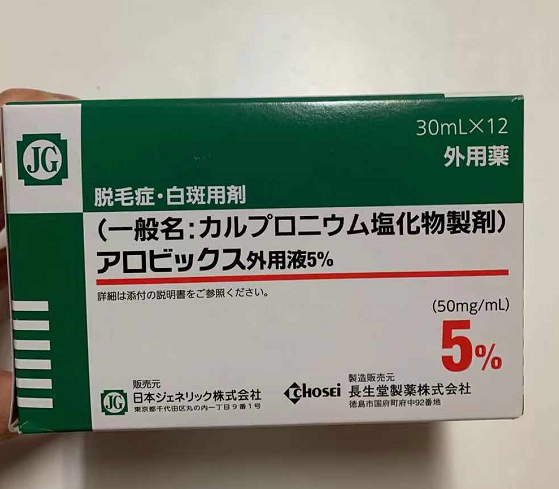 JG
30mL×12
外用薬
脱毛症・白斑用剤
(一般名:カルプロニウム塩化物製剤)
アロビックス外用液5%
詳細は添付の説明書をご参照ください。
(50mg/mL)
5%
販売元
JG 日本ジェネリック株式会社
東京都千代田区丸の内一丁目9番1号
製造販売元
CHOSEI 長生堂製薬株式会社
徳島市国府町府中92番地